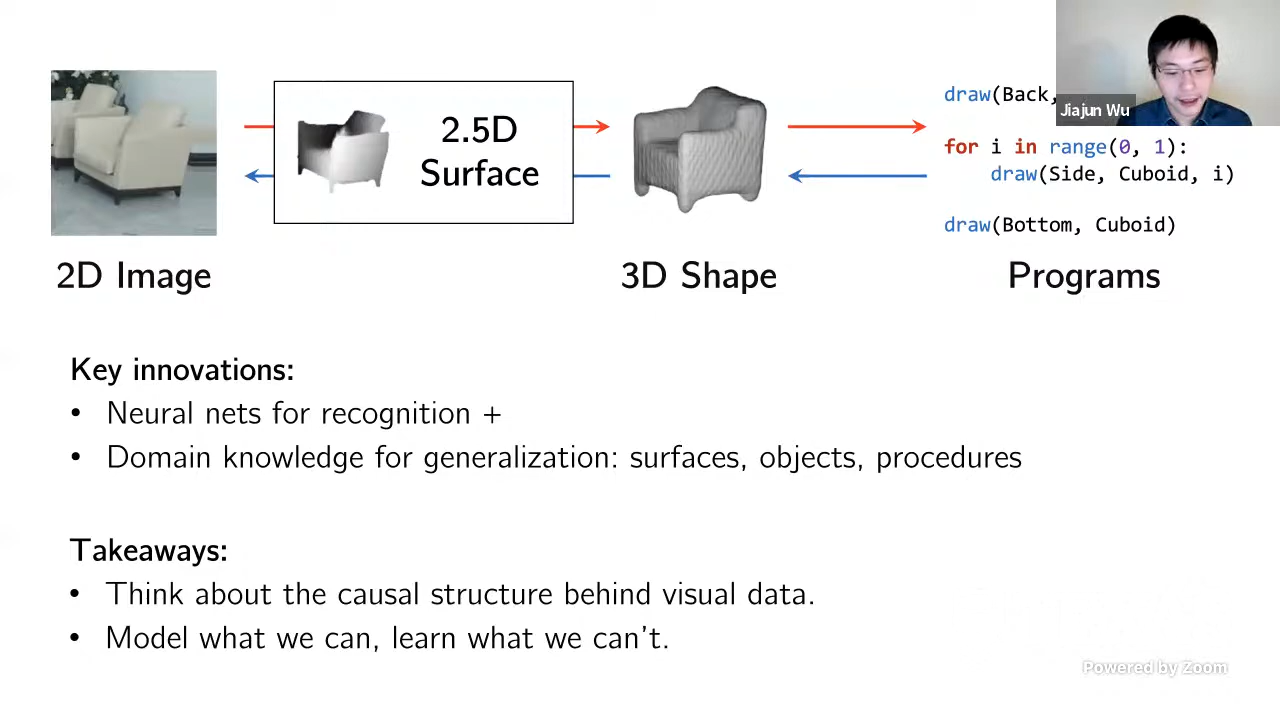 draw(Back,
Jiajun Wu
2.5D
Surface
for i in range(0, 1):
draw(Side, Cuboid, i)
draw(Bottom, Cuboid)
2D Image
3D Shape
Programs
Key innovations:
• Neural nets for recognition +
• Domain knowledge for generalization: surfaces, objects, procedures
Takeaways:
• Think about the causal structure behind visual data.
• Model what we can, learn what we can't.
Powered by Zoom